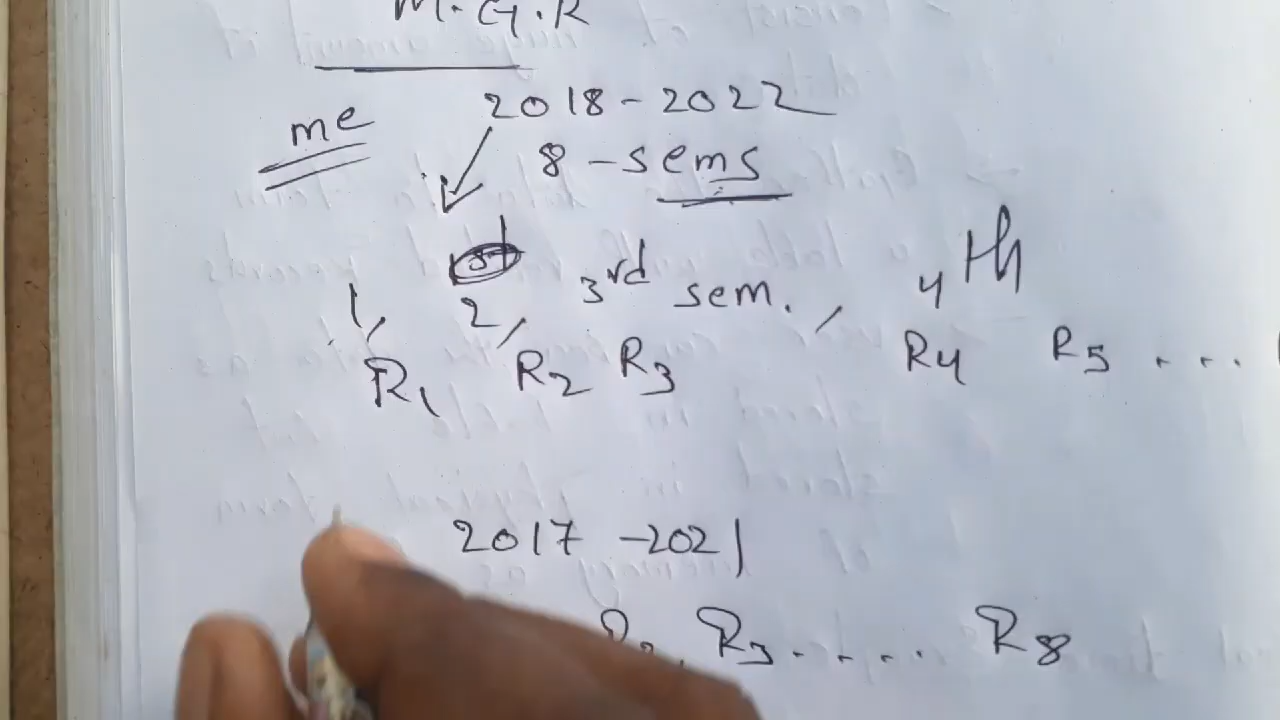 M.G.R
2018-2022
me
8-sems
1, 2, 3rd sem., 4th
R1 R2 R3 R4 R5 ....
2017-2021
R3..... R8